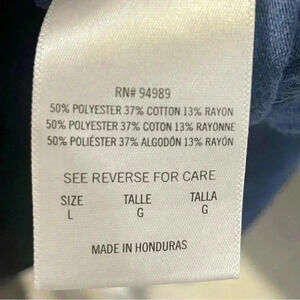 RN# 94989
50% POLYESTER 37% COTTON 13% RAYON
50% POLYESTER 37% COTON 13% RAYONNE
50% POLIÉSTER 37% ALGODÓN 13% RAYÓN
SEE REVERSE FOR CARE
SIZE TALLE TALLA
L G G
MADE IN HONDURAS